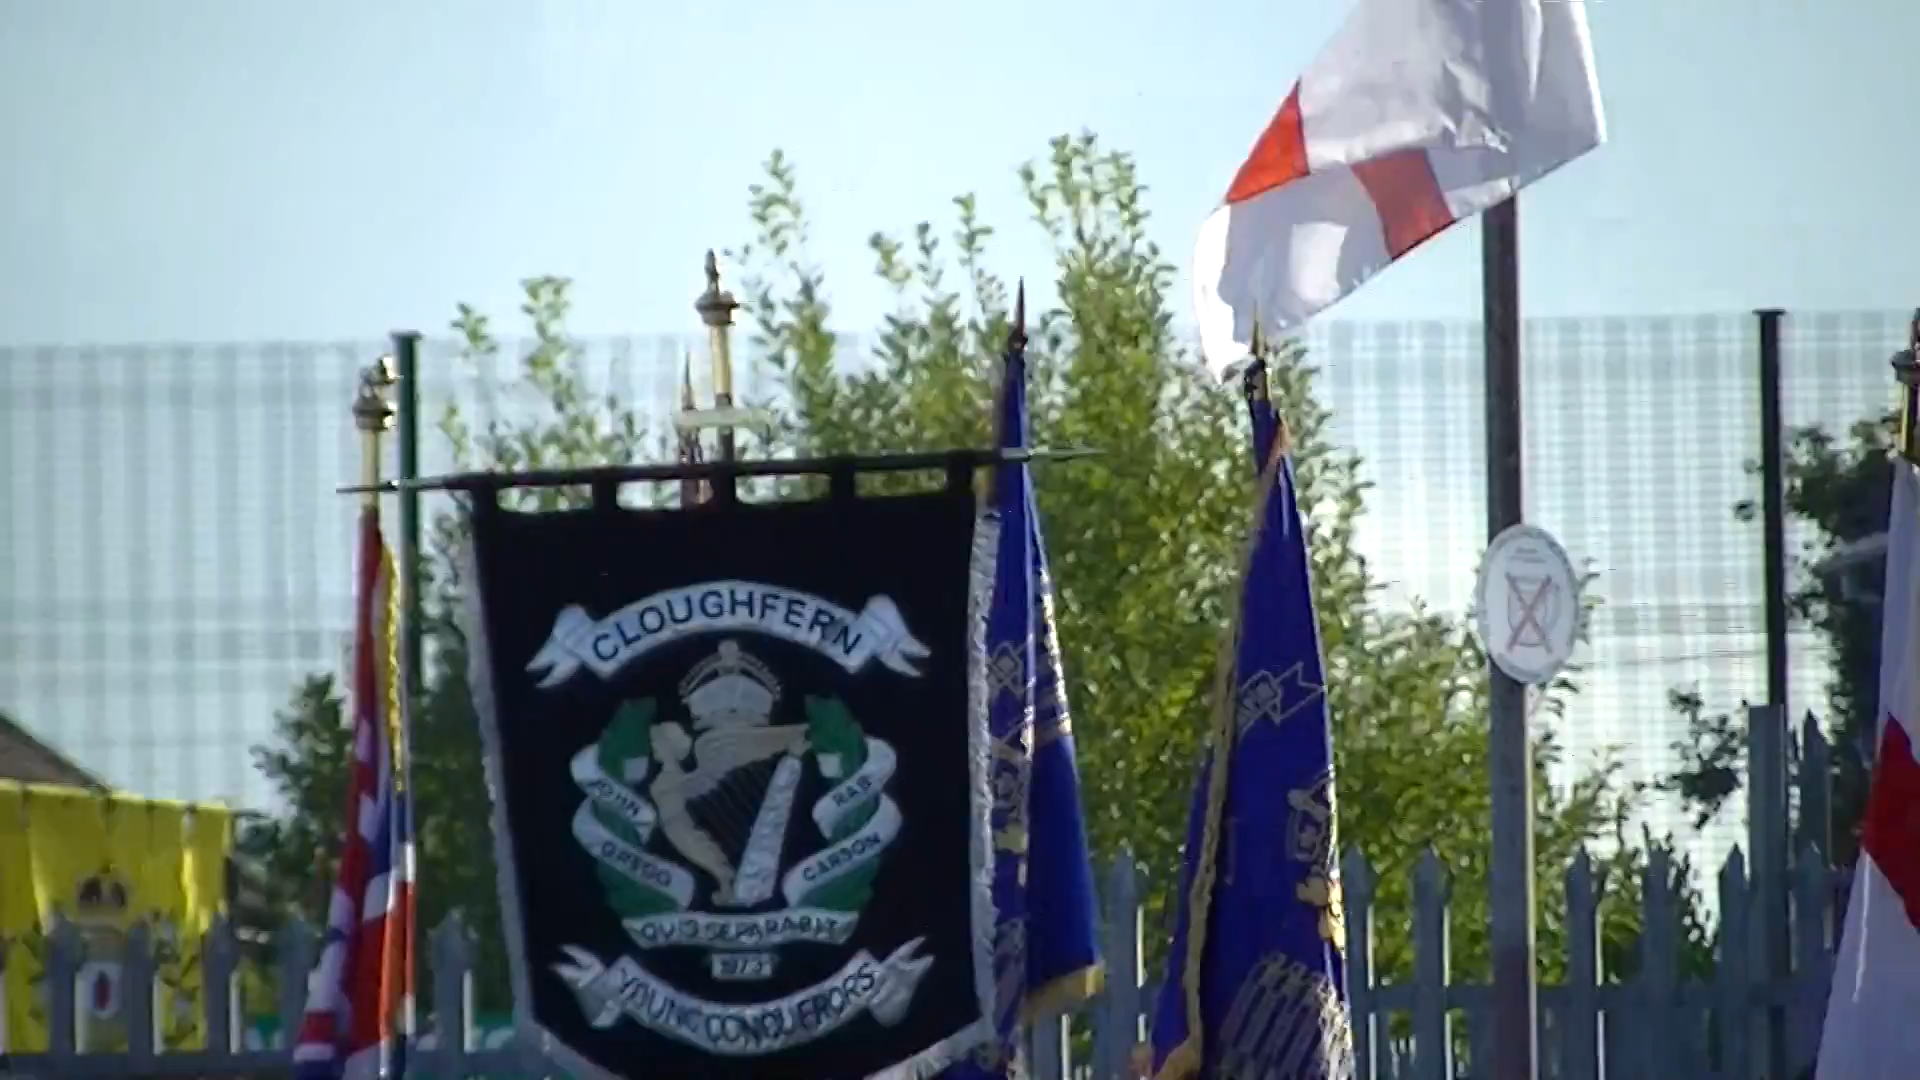 CLOUGHFERN
JOHN
GREGG
RAB
CARSON
QUIS SEPARABIT
1973
YOUNG CONQUERORS